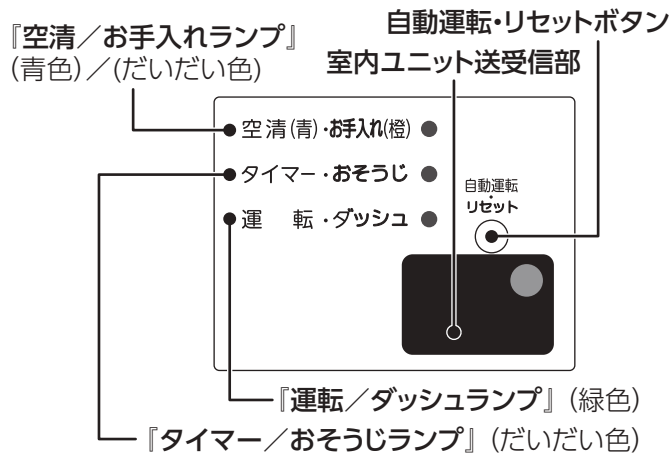 『空清／お手入れランプ』
(青色)／(だいだい色)
自動運転・リセットボタン
室内ユニット送受信部
空清(青)・お手入れ(橙)
タイマー・おそうじ
運　転・ダッシュ
自動運転
・
リセット
『運転／ダッシュランプ』(緑色)
『タイマー／おそうじランプ』(だいだい色)